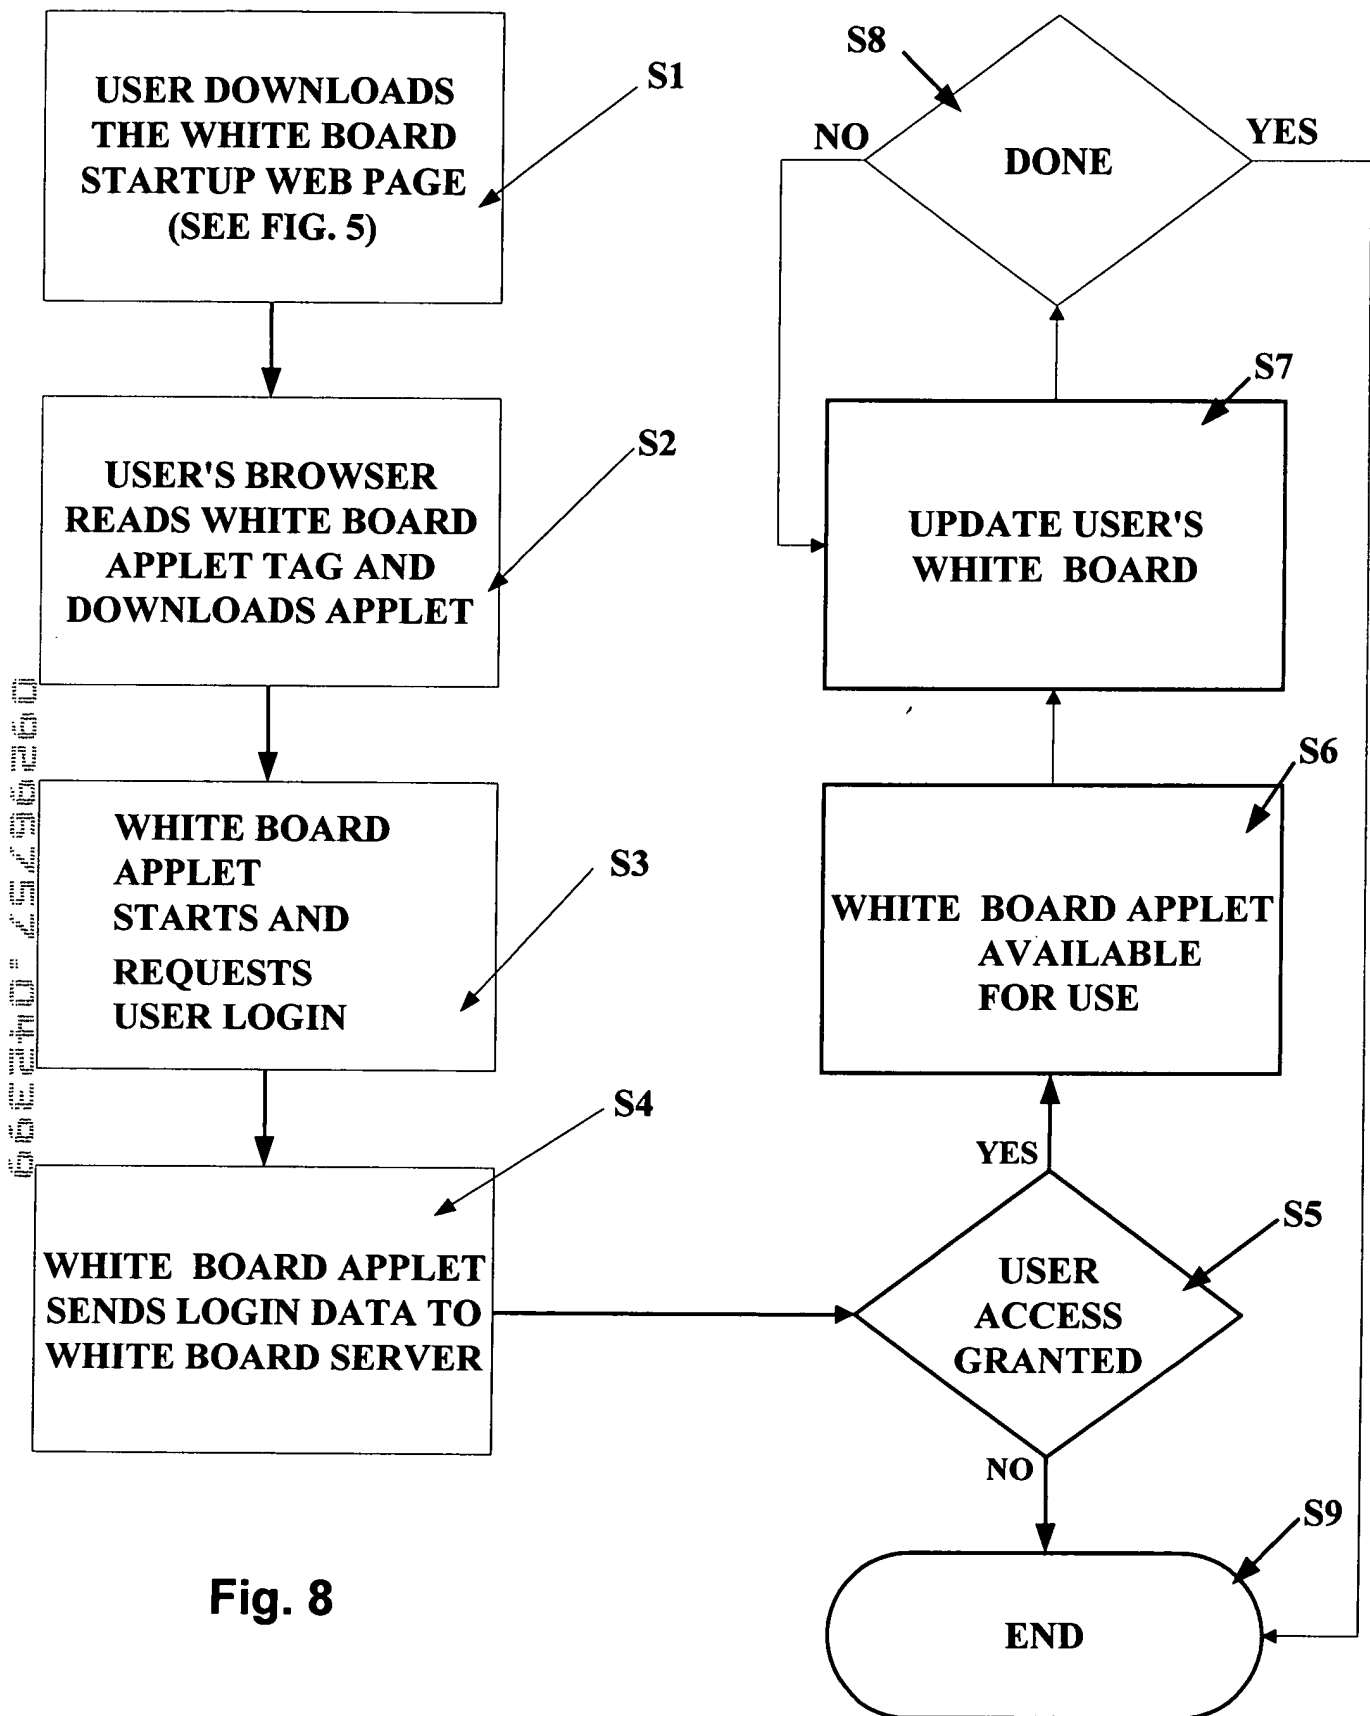 USER DOWNLOADS
THE WHITE BOARD
STARTUP WEB PAGE
(SEE FIG. 5)
S1
USER'S BROWSER
READS WHITE BOARD
APPLET TAG AND
DOWNLOADS APPLET
S2
WHITE BOARD
APPLET
STARTS AND
REQUESTS
USER LOGIN
S3
WHITE BOARD APPLET
SENDS LOGIN DATA TO
WHITE BOARD SERVER
S4
USER
ACCESS
GRANTED
S5
YES
NO
WHITE BOARD APPLET
AVAILABLE
FOR USE
S6
UPDATE USER'S
WHITE BOARD
S7
DONE
S8
NO
YES
END
S9
Fig. 8